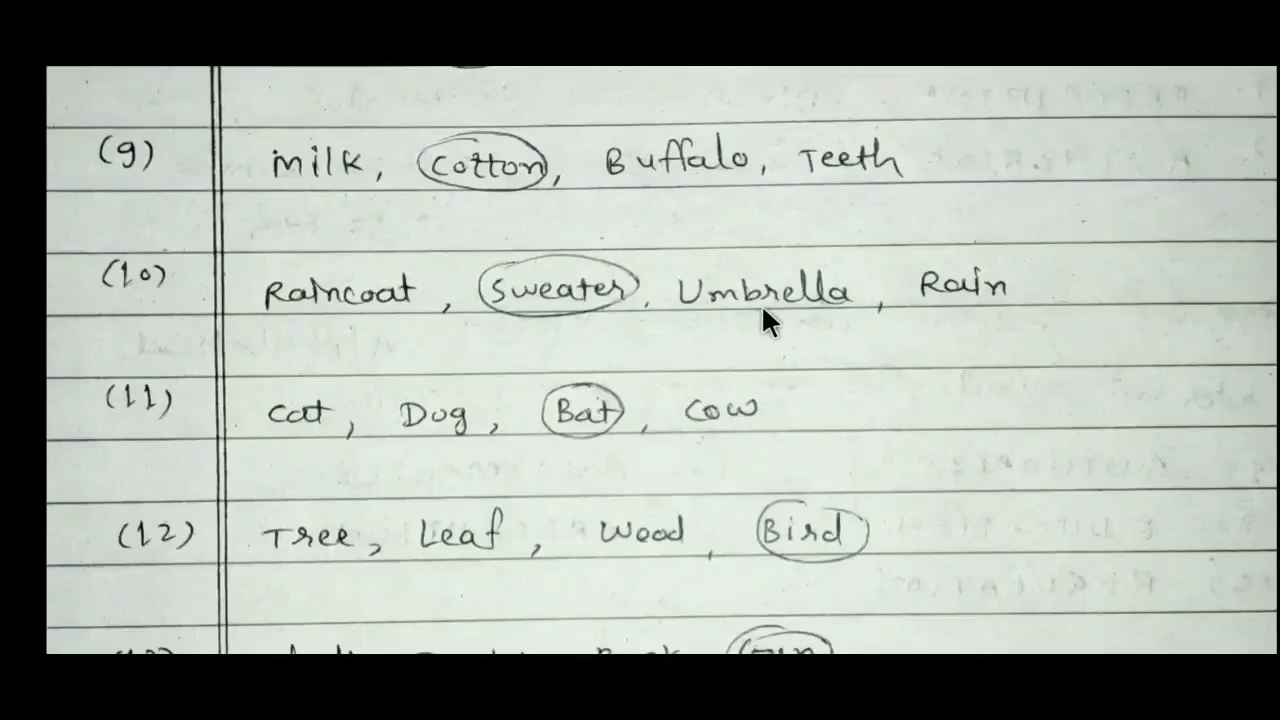 (9) Milk, Cotton, Buffalo, Teeth
(10) Raincoat, Sweater, Umbrella, Rain
(11) Cat, Dog, Bat, Cow
(12) Tree, Leaf, Wood, Bird